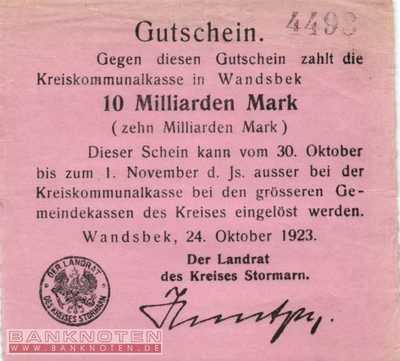 4498
Gutschein.
Gegen diesen Gutschein zahlt die
Kreiskommunalkasse in Wandsbek
10 Milliarden Mark
(zehn Milliarden Mark)
Dieser Schein kann vom 30. Oktober
bis zum 1. November d. Js. ausser bei der
Kreiskommunalkasse bei den grösseren Ge-
meindekassen des Kreises eingelöst werden.
Wandsbek, 24. Oktober 1923.
Der Landrat
des Kreises Stormarn.
DER LANDRAT
DES KREISES STORMARN
BANKNOTEN
WWW.BANKNOTEN.DE